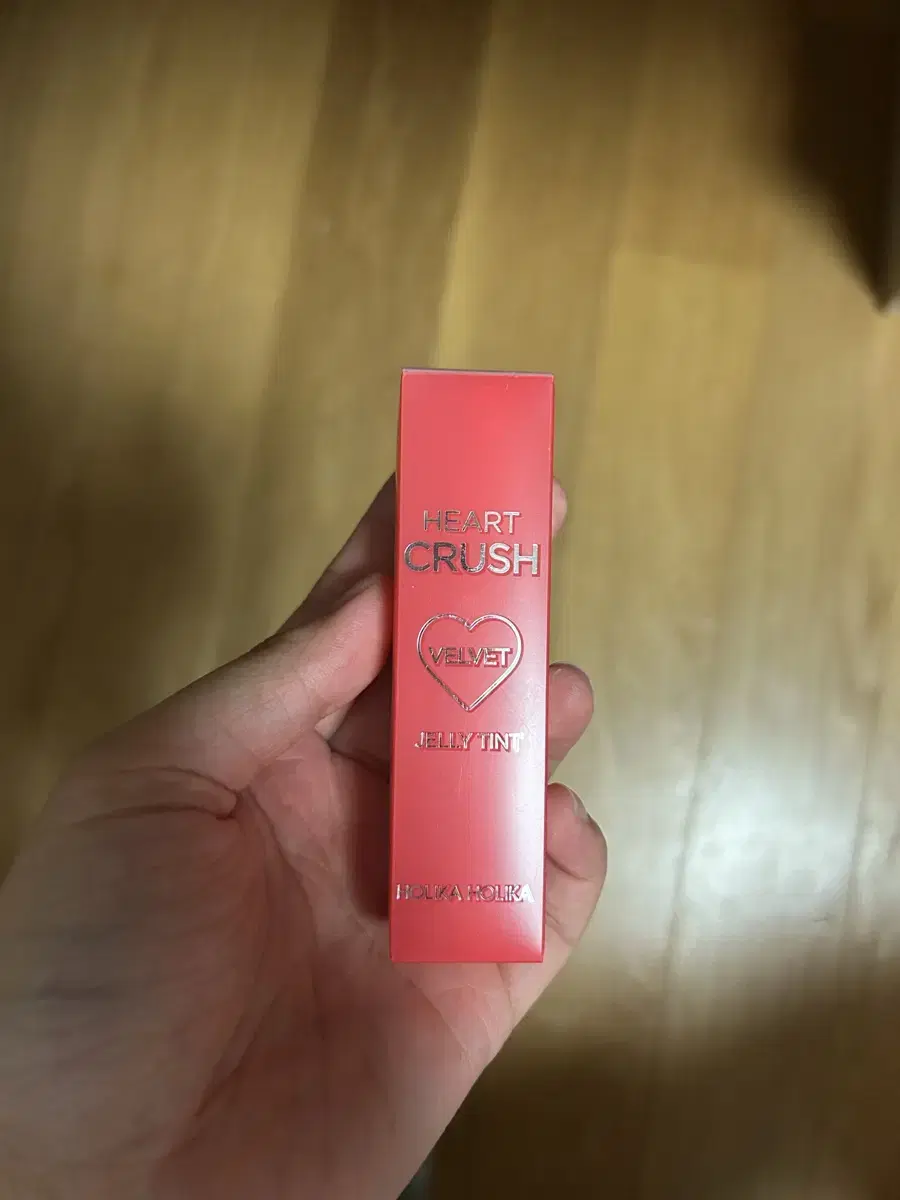 HEART
CRUSH
VELVET
JELLY TINT
HOLIKA HOLIKA